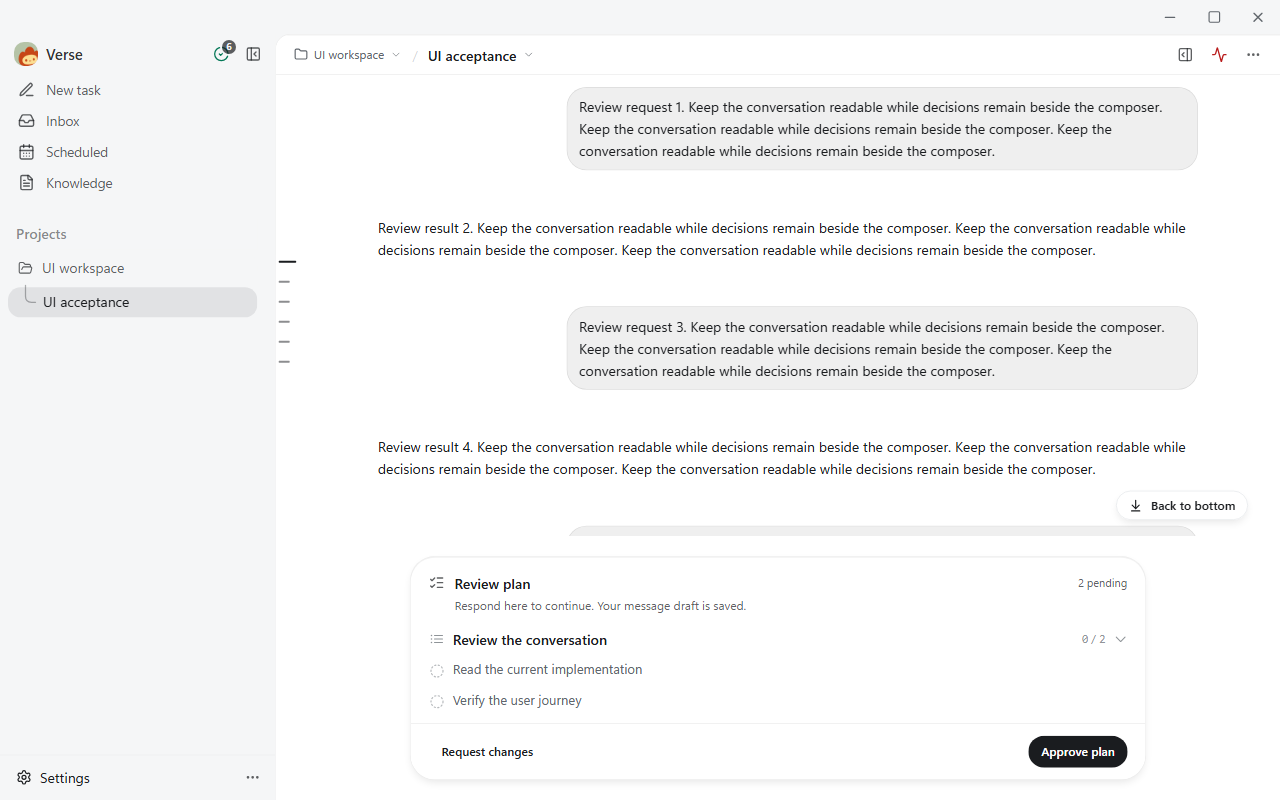 Verse
6
New task
Inbox
Scheduled
Knowledge
Projects
UI workspace
UI acceptance
Settings
UI workspace / UI acceptance
Review request 1. Keep the conversation readable while decisions remain beside the composer.
Keep the conversation readable while decisions remain beside the composer. Keep the
conversation readable while decisions remain beside the composer.
Review result 2. Keep the conversation readable while decisions remain beside the composer. Keep the conversation readable while
decisions remain beside the composer. Keep the conversation readable while decisions remain beside the composer.
Review request 3. Keep the conversation readable while decisions remain beside the composer.
Keep the conversation readable while decisions remain beside the composer. Keep the
conversation readable while decisions remain beside the composer.
Review result 4. Keep the conversation readable while decisions remain beside the composer. Keep the conversation readable while
decisions remain beside the composer. Keep the conversation readable while decisions remain beside the composer.
Back to bottom
Review plan
2 pending
Respond here to continue. Your message draft is saved.
Review the conversation
0 / 2
Read the current implementation
Verify the user journey
Request changes
Approve plan